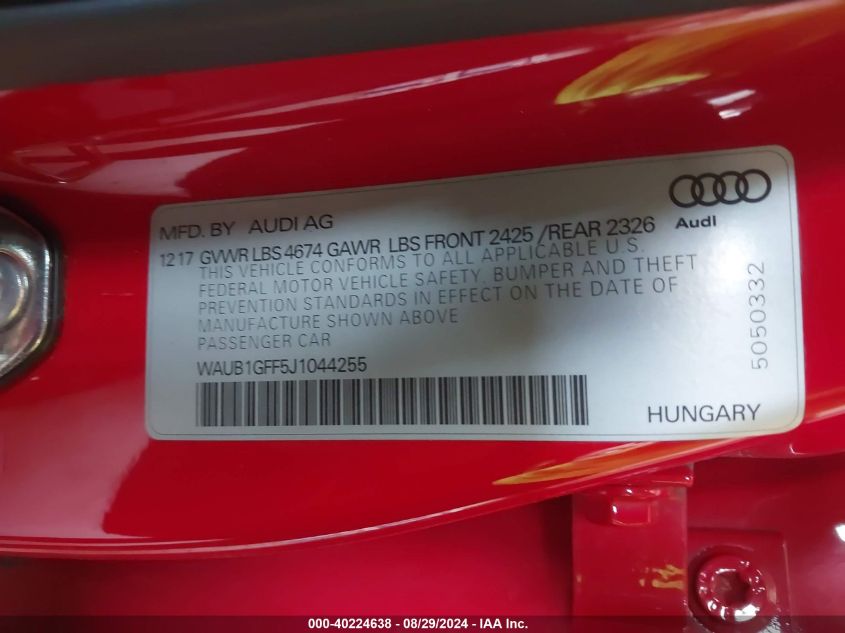 MFD. BY AUDI AG
Audi
12 17 GVWR LBS 4674 GAWR LBS FRONT 2425 /REAR 2326
THIS VEHICLE CONFORMS TO ALL APPLICABLE U.S.
FEDERAL MOTOR VEHICLE SAFETY, BUMPER AND THEFT
PREVENTION STANDARDS IN EFFECT ON THE DATE OF
MANUFACTURE SHOWN ABOVE
PASSENGER CAR
WAUB1GFF5J1044255
HUNGARY
5050332
000-40224638 - 08/29/2024 - IAA Inc.